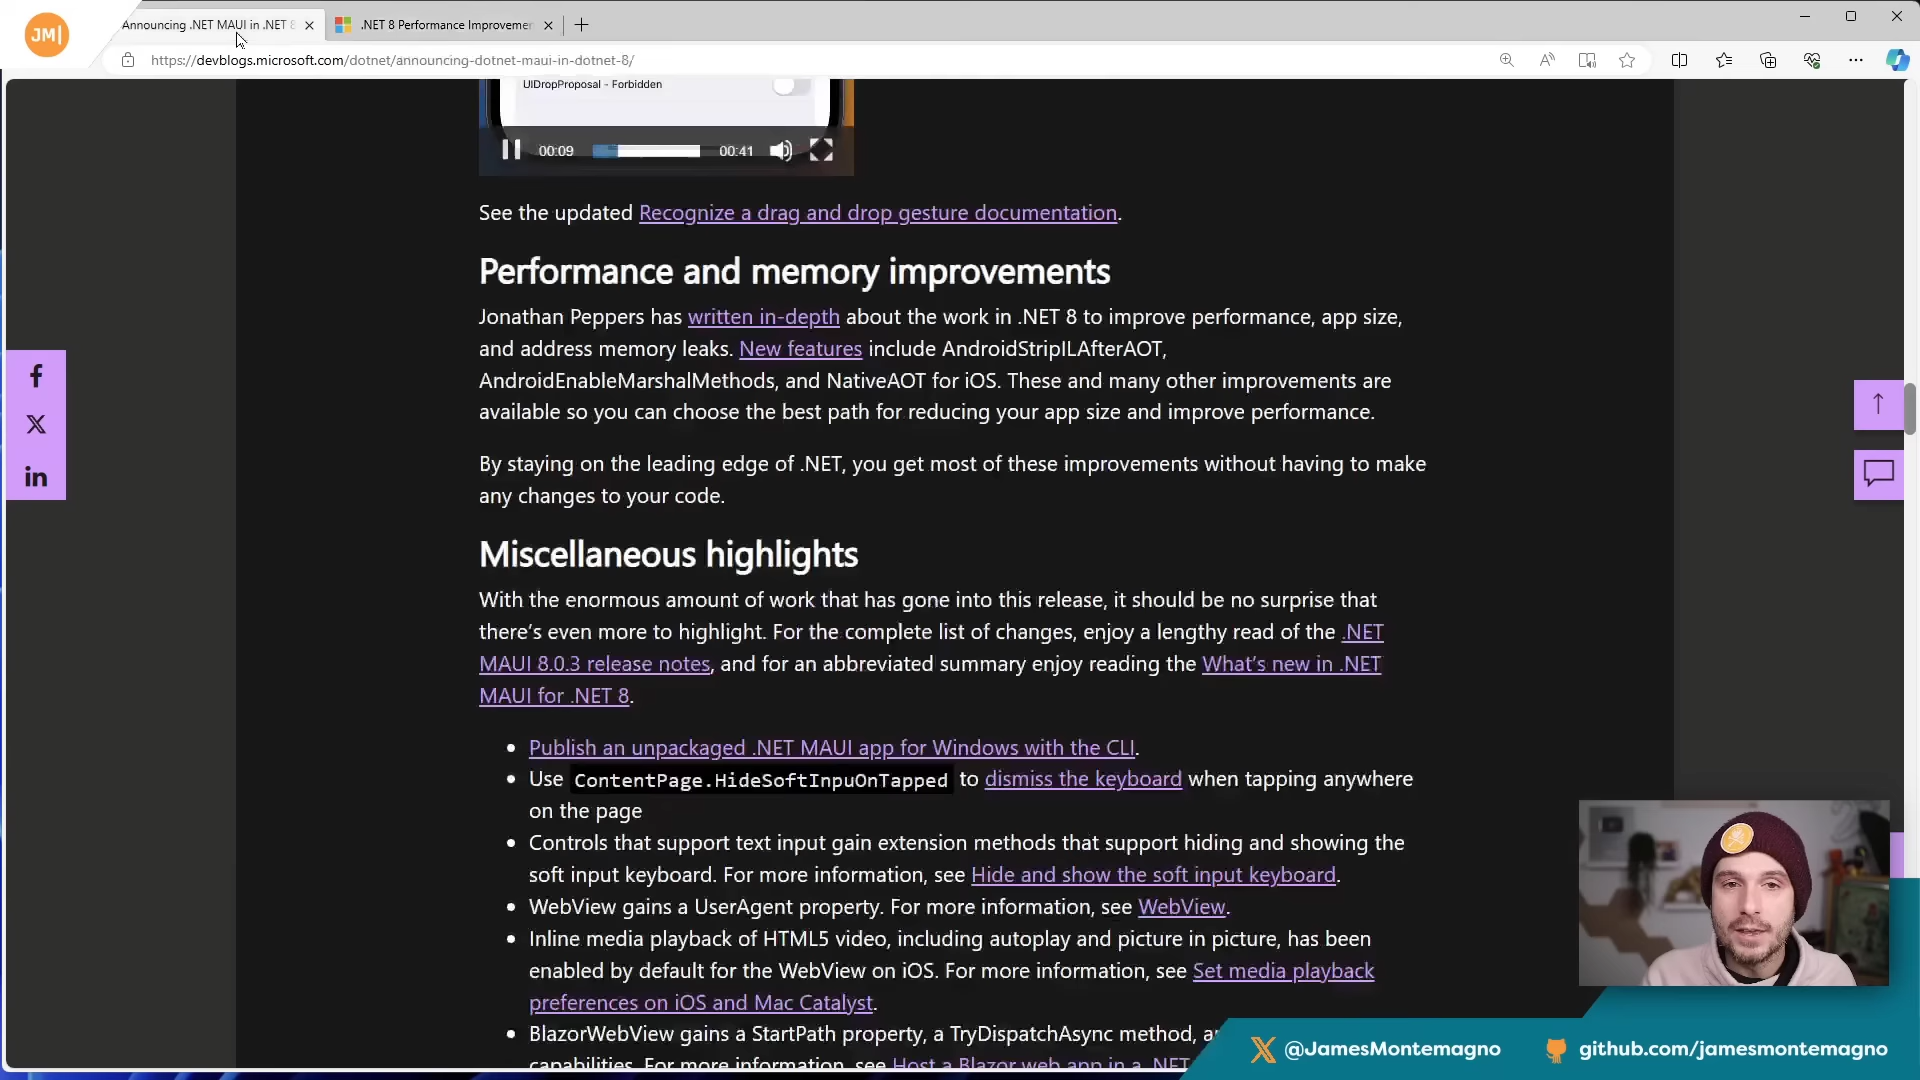 JM|
Announcing .NET MAUI in .NET 8
.NET 8 Performance Improvemen
https://devblogs.microsoft.com/dotnet/announcing-dotnet-maui-in-dotnet-8/
UIDropProposal - Forbidden
00:09
00:41
See the updated Recognize a drag and drop gesture documentation.
Performance and memory improvements
Jonathan Peppers has written in-depth about the work in .NET 8 to improve performance, app size,
and address memory leaks. New features include AndroidStripILAfterAOT,
AndroidEnableMarshalMethods, and NativeAOT for iOS. These and many other improvements are
available so you can choose the best path for reducing your app size and improve performance.
By staying on the leading edge of .NET, you get most of these improvements without having to make
any changes to your code.
Miscellaneous highlights
With the enormous amount of work that has gone into this release, it should be no surprise that
there's even more to highlight. For the complete list of changes, enjoy a lengthy read of the .NET
MAUI 8.0.3 release notes, and for an abbreviated summary enjoy reading the What's new in .NET
MAUI for .NET 8.
• Publish an unpackaged .NET MAUI app for Windows with the CLI.
• Use ContentPage.HideSoftInpuOnTapped to dismiss the keyboard when tapping anywhere
on the page
• Controls that support text input gain extension methods that support hiding and showing the
soft input keyboard. For more information, see Hide and show the soft input keyboard.
• WebView gains a UserAgent property. For more information, see WebView.
• Inline media playback of HTML5 video, including autoplay and picture in picture, has been
enabled by default for the WebView on iOS. For more information, see Set media playback
preferences on iOS and Mac Catalyst.
• BlazorWebView gains a StartPath property, a TryDispatchAsync method,
capabilities. For more information, see Host a Blazor web app in a .NET
@JamesMontemagno
github.com/jamesmontemagno